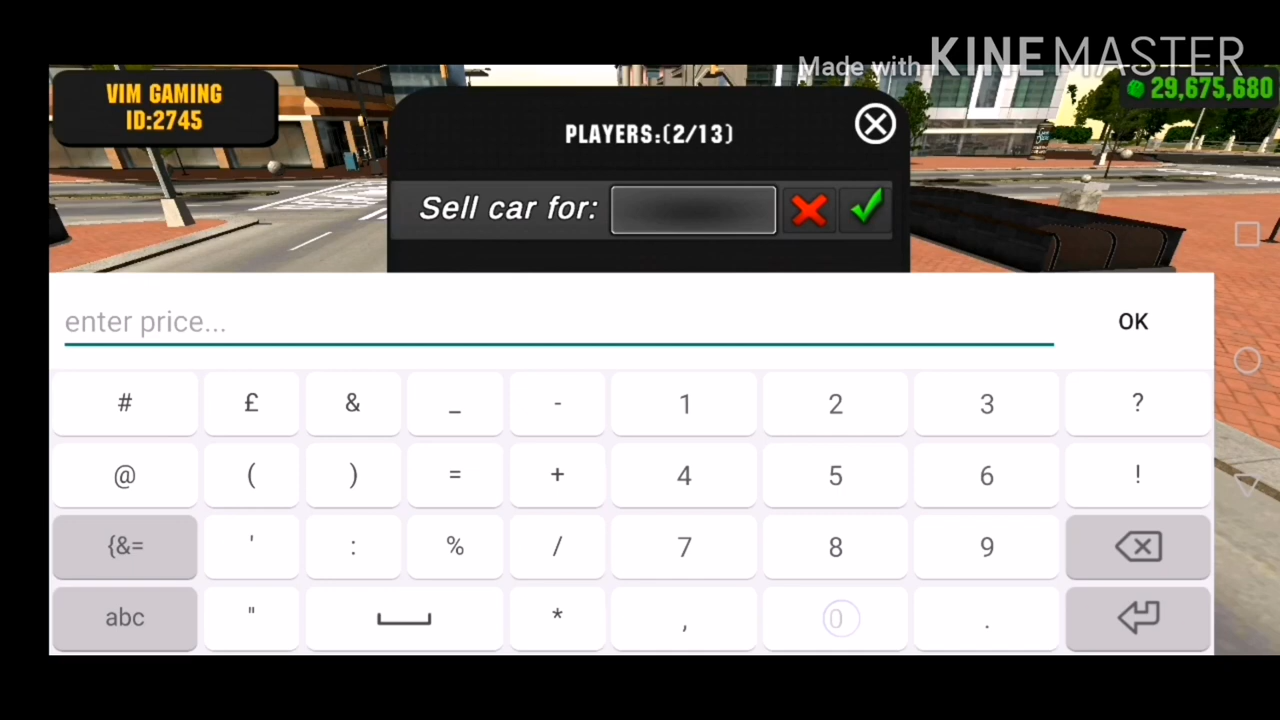 Made with KINEMASTER
VIM GAMING
ID:2745
29,675,680
PLAYERS:(2/13)
Sell car for:
enter price...
OK
# £ & _ - 1 2 3 ?
@ ( ) = + 4 5 6 !
{&= ' : % / 7 8 9
abc " * , 0 .